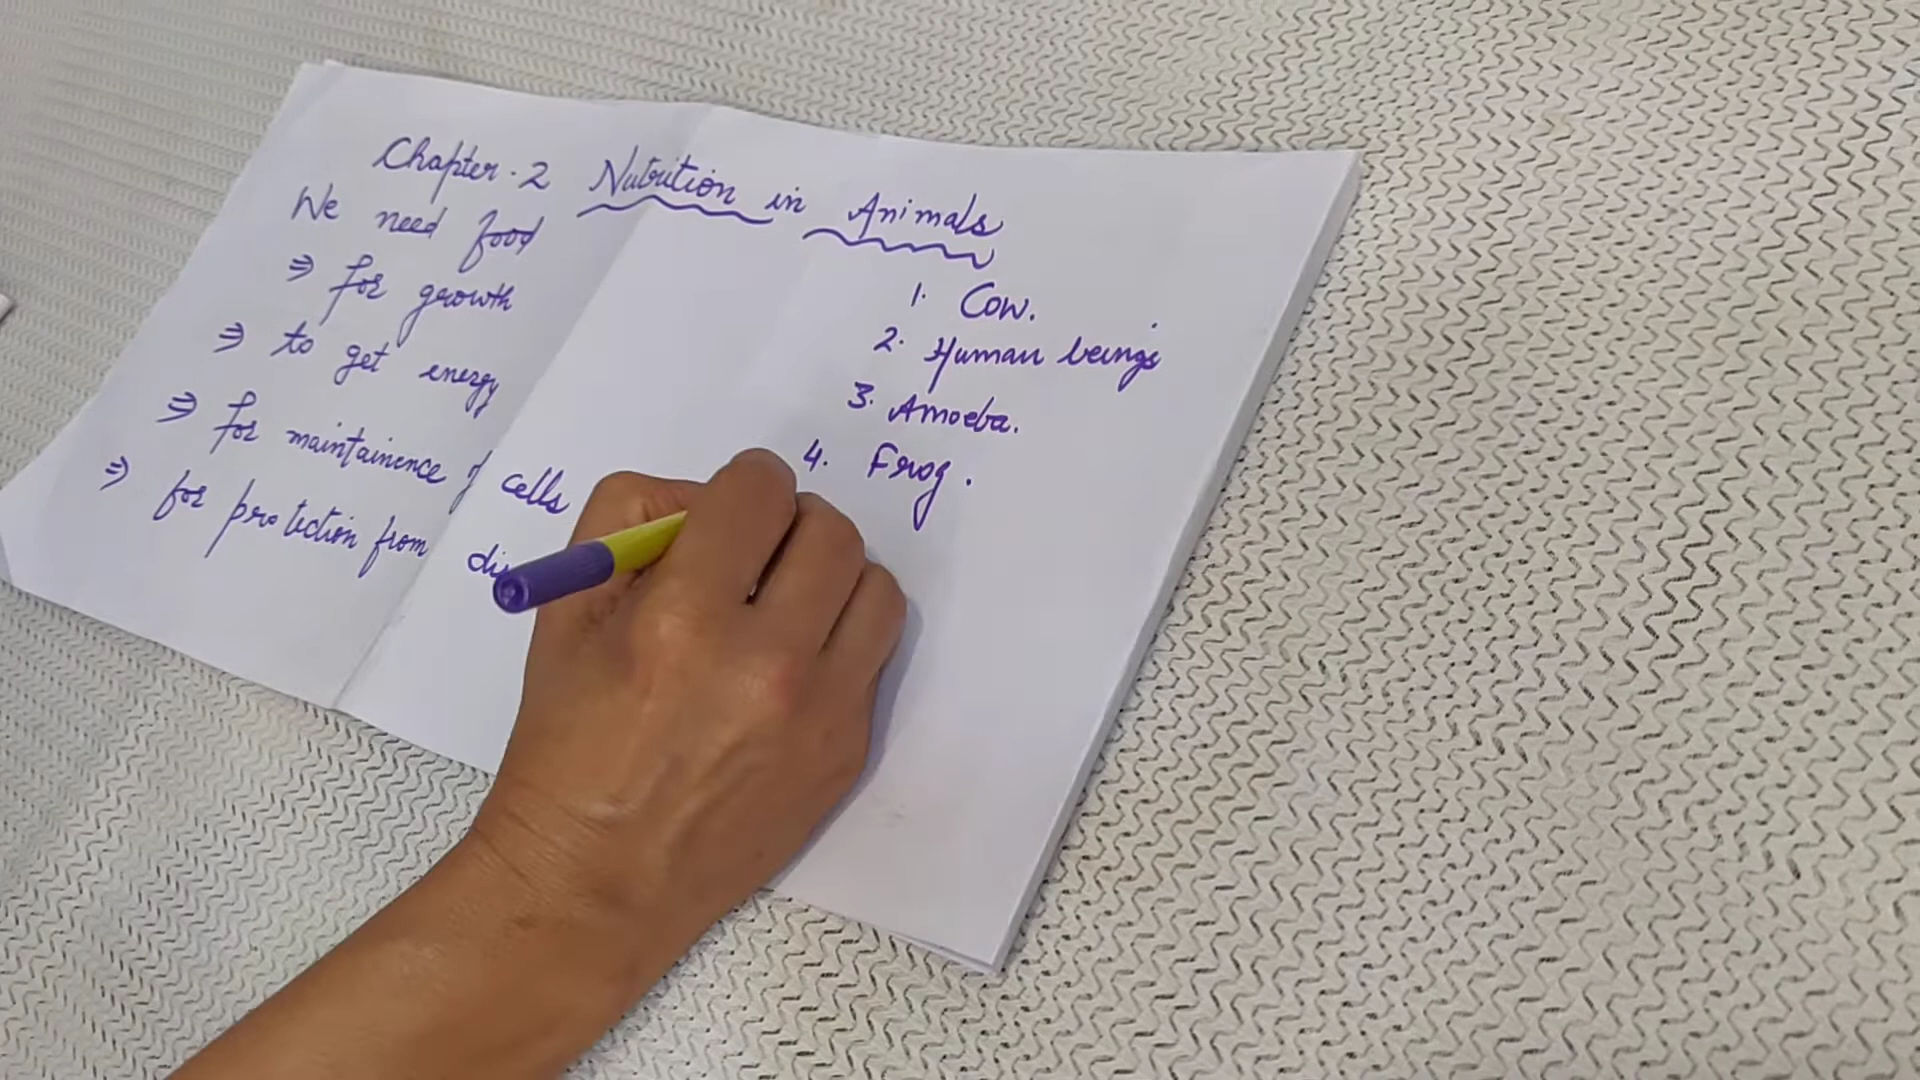 Chapter. 2 Nutrition in Animals
We need food
⇒ for growth
⇒ to get energy
⇒ for maintainence of cells
⇒ for protection from
1. Cow.
2. Human beings
3. Amoeba.
4. Frog.